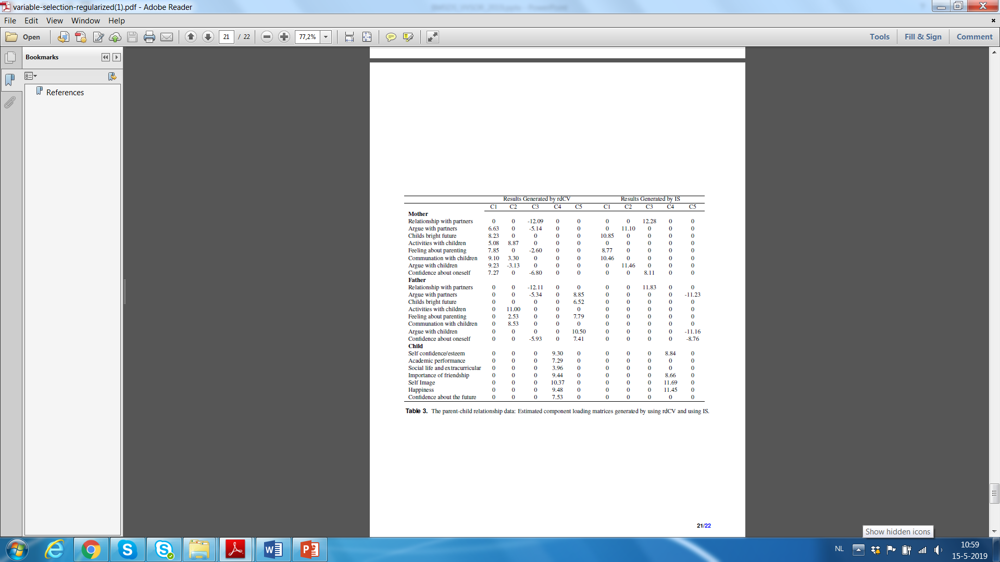 variable-selection-regularized(1).pdf - Adobe Reader
File Edit View Window Help
Open 21 / 22 77,2% Tools Fill & Sign Comment
Bookmarks
References
Results Generated by rdCV Results Generated by IS
C1 C2 C3 C4 C5 C1 C2 C3 C4 C5
Mother
Relationship with partners 0 0 -12.09 0 0 0 0 12.28 0 0
Argue with partners 6.63 0 -5.14 0 0 0 11.10 0 0 0
Childs bright future 8.23 0 0 0 0 10.85 0 0 0 0
Activities with children 5.08 8.87 0 0 0 0 0 0 0 0
Feeling about parenting 7.85 0 -2.60 0 0 8.77 0 0 0 0
Communation with children 9.10 3.30 0 0 0 10.46 0 0 0 0
Argue with children 9.23 -3.13 0 0 0 0 11.46 0 0 0
Confidence about oneself 7.27 0 -6.80 0 0 0 0 8.11 0 0
Father
Relationship with partners 0 0 -12.11 0 0 0 0 11.83 0 0
Argue with partners 0 0 -5.34 0 8.85 0 0 0 0 -11.23
Childs bright future 0 0 0 0 6.52 0 0 0 0 0
Activities with children 0 11.00 0 0 0 0 0 0 0 0
Feeling about parenting 0 2.53 0 0 7.79 0 0 0 0 0
Communation with children 0 8.53 0 0 0 0 0 0 0 0
Argue with children 0 0 0 0 10.50 0 0 0 0 -11.16
Confidence about oneself 0 0 -5.93 0 7.41 0 0 0 0 -8.76
Child
Self confidence/esteem 0 0 0 9.30 0 0 0 0 8.84 0
Academic performance 0 0 0 7.29 0 0 0 0 0 0
Social life and extracurricular 0 0 0 3.96 0 0 0 0 0 0
Importance of friendship 0 0 0 9.44 0 0 0 0 8.66 0
Self Image 0 0 0 10.37 0 0 0 0 11.69 0
Happiness 0 0 0 9.48 0 0 0 0 11.45 0
Confidence about the future 0 0 0 7.53 0 0 0 0 0 0
Table 3. The parent-child relationship data: Estimated component loading matrices generated by using rdCV and using IS.
21/22
Show hidden icons
NL
10:59
15-5-2019